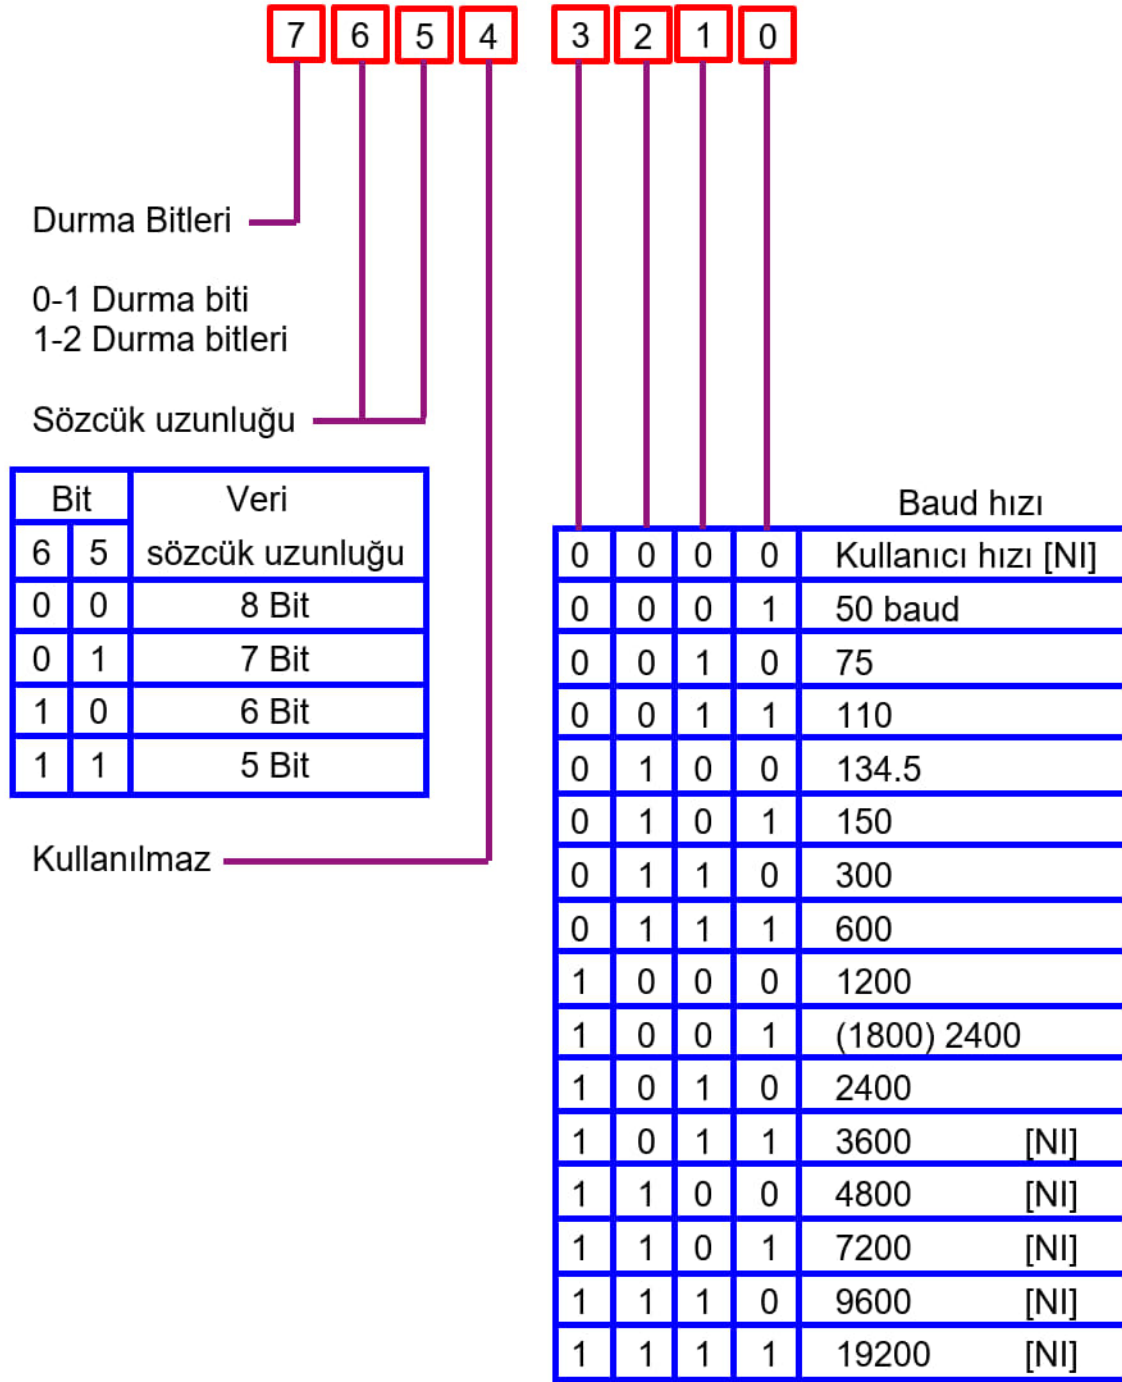 7 6 5 4 3 2 1 0
Durma Bitleri
0-1 Durma biti
1-2 Durma bitleri
Sözcük uzunluğu
Bit Veri
6 5 sözcük uzunluğu
0 0 8 Bit
0 1 7 Bit
1 0 6 Bit
1 1 5 Bit
Kullanılmaz
Baud hızı
0 0 0 0 Kullanıcı hızı [NI]
0 0 0 1 50 baud
0 0 1 0 75
0 0 1 1 110
0 1 0 0 134.5
0 1 0 1 150
0 1 1 0 300
0 1 1 1 600
1 0 0 0 1200
1 0 0 1 (1800) 2400
1 0 1 0 2400
1 0 1 1 3600 [NI]
1 1 0 0 4800 [NI]
1 1 0 1 7200 [NI]
1 1 1 0 9600 [NI]
1 1 1 1 19200 [NI]